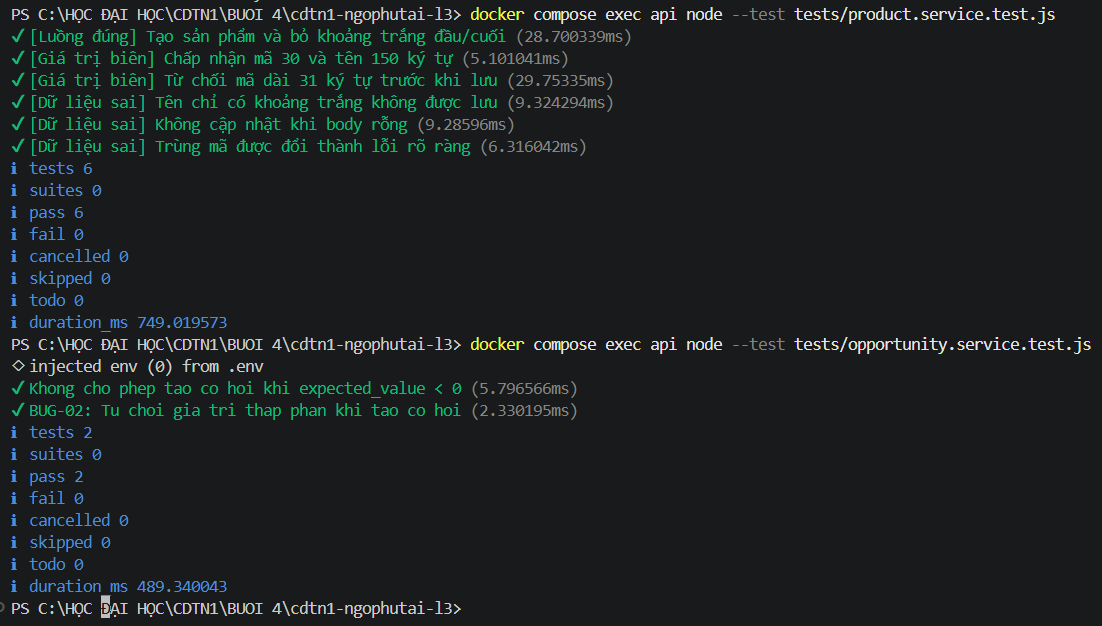 PS C:\HỌC ĐẠI HỌC\CDTN1\BUOI 4\cdtn1-ngophutai-l3> docker compose exec api node --test tests/product.service.test.js
✓ [Luồng đúng] Tạo sản phẩm và bỏ khoảng trắng đầu/cuối (28.700339ms)
✓ [Giá trị biên] Chấp nhận mã 30 và tên 150 ký tự (5.101041ms)
✓ [Giá trị biên] Từ chối mã dài 31 ký tự trước khi lưu (29.75335ms)
✓ [Dữ liệu sai] Tên chỉ có khoảng trắng không được lưu (9.324294ms)
✓ [Dữ liệu sai] Không cập nhật khi body rỗng (9.28596ms)
✓ [Dữ liệu sai] Trùng mã được đổi thành lỗi rõ ràng (6.316042ms)
ℹ tests 6
ℹ suites 0
ℹ pass 6
ℹ fail 0
ℹ cancelled 0
ℹ skipped 0
ℹ todo 0
ℹ duration_ms 749.019573
PS C:\HỌC ĐẠI HỌC\CDTN1\BUOI 4\cdtn1-ngophutai-l3> docker compose exec api node --test tests/opportunity.service.test.js
◇ injected env (0) from .env
✓ Khong cho phep tao co hoi khi expected_value < 0 (5.796566ms)
✓ BUG-02: Tu choi gia tri thap phan khi tao co hoi (2.330195ms)
ℹ tests 2
ℹ suites 0
ℹ pass 2
ℹ fail 0
ℹ cancelled 0
ℹ skipped 0
ℹ todo 0
ℹ duration_ms 489.340043
PS C:\HỌC ĐẠI HỌC\CDTN1\BUOI 4\cdtn1-ngophutai-l3>